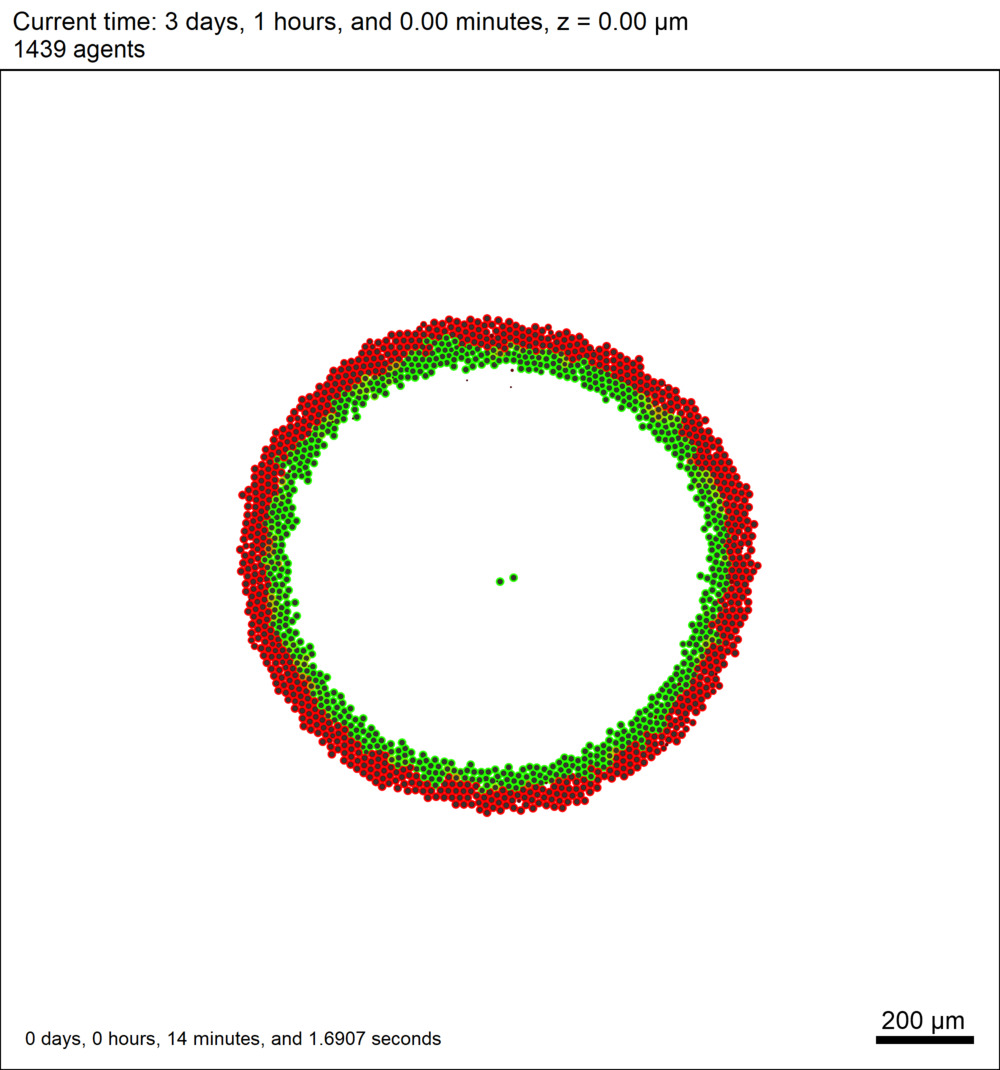 Current time: 3 days, 1 hours, and 0.00 minutes, z = 0.00 μm
1439 agents
200 μm
0 days, 0 hours, 14 minutes, and 1.6907 seconds